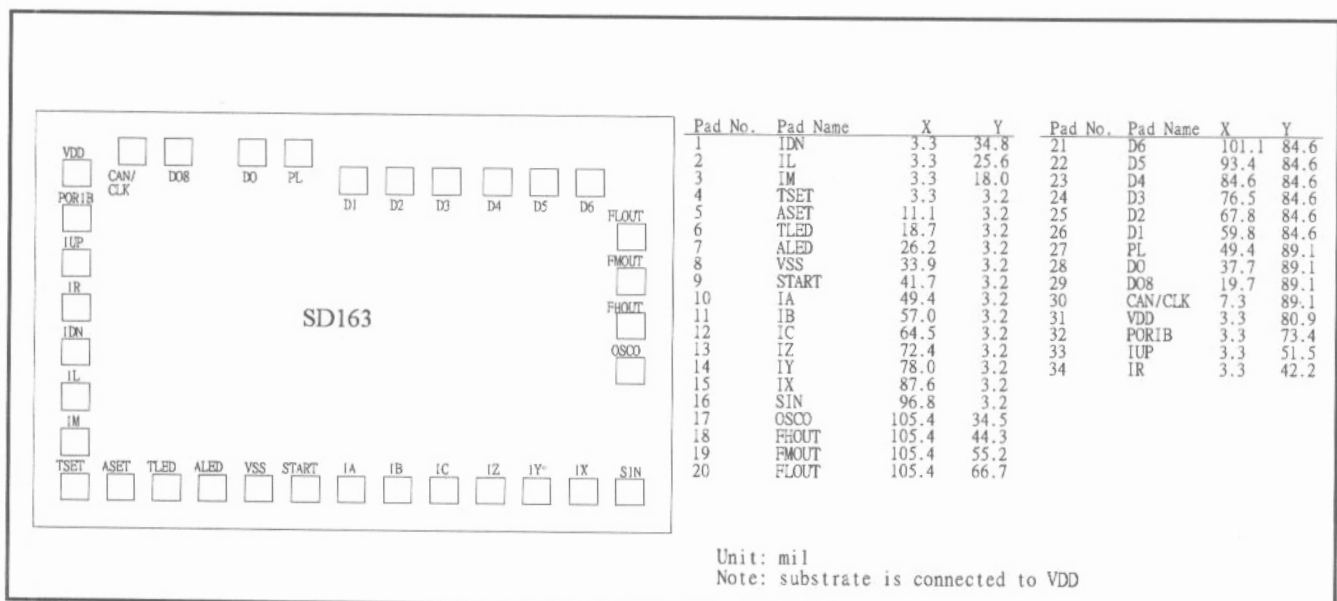 VDD
CAN/
CLK
DO8
DO
PL
PORIB
D1 D2 D3 D4 D5 D6
FLOUT
IUP
FMOUT
IR
FHOUT
SD163
IDN
OSCO
IL
IM
TSET ASET TLED ALED VSS START IA IB IC IZ IY IX SIN
Pad No. Pad Name X Y
1 IDN 3.3 34.8
2 IL 3.3 25.6
3 IM 3.3 18.0
4 TSET 3.3 3.2
5 ASET 11.1 3.2
6 TLED 18.7 3.2
7 ALED 26.2 3.2
8 VSS 33.9 3.2
9 START 41.7 3.2
10 IA 49.4 3.2
11 IB 57.0 3.2
12 IC 64.5 3.2
13 IZ 72.4 3.2
14 IY 78.0 3.2
15 IX 87.6 3.2
16 SIN 96.8 3.2
17 OSCO 105.4 34.5
18 FHOUT 105.4 44.3
19 FMOUT 105.4 55.2
20 FLOUT 105.4 66.7
Pad No. Pad Name X Y
21 D6 101.1 84.6
22 D5 93.4 84.6
23 D4 84.6 84.6
24 D3 76.5 84.6
25 D2 67.8 84.6
26 D1 59.8 84.6
27 PL 49.4 89.1
28 DO 37.7 89.1
29 DO8 19.7 89.1
30 CAN/CLK 7.3 89.1
31 VDD 3.3 80.9
32 PORIB 3.3 73.4
33 IUP 3.3 51.5
34 IR 3.3 42.2
Unit: mil
Note: substrate is connected to VDD